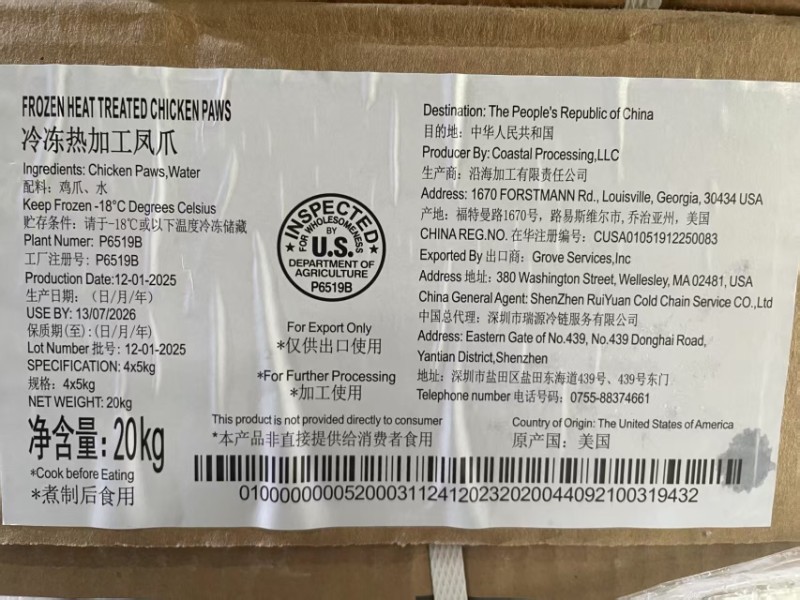 FROZEN HEAT TREATED CHICKEN PAWS
冷冻热加工凤爪
Ingredients: Chicken Paws,Water
配料: 鸡爪、水
Keep Frozen -18°C Degrees Celsius
贮存条件: 请于-18℃或以下温度冷冻储藏
Plant Numer: P6519B
工厂注册号: P6519B
Production Date:12-01-2025
生产日期: （日/月/年）
USE BY: 13/07/2026
保质期(至):(日/月/年)
Lot Number 批号: 12-01-2025
SPECIFICATION: 4x5kg
规格: 4x5kg
NET WEIGHT: 20kg
净含量: 20kg
*Cook before Eating
*煮制后食用
INSPECTED
FOR WHOLESOMENESS
BY
U.S.
DEPARTMENT OF
AGRICULTURE
P6519B
For Export Only
*仅供出口使用
*For Further Processing
*加工使用
This product is not provided directly to consumer
*本产品非直接提供给消费者食用
Destination: The People's Republic of China
目的地: 中华人民共和国
Producer By: Coastal Processing,LLC
生产商: 沿海加工有限责任公司
Address: 1670 FORSTMANN Rd., Louisville, Georgia, 30434 USA
产地: 福特曼路1670号，路易斯维尔市, 乔治亚州，美国
CHINA REG.NO. 在华注册编号: CUSA01051912250083
Exported By 出口商: Grove Services,Inc
Address 地址: 380 Washington Street, Wellesley, MA 02481, USA
China General Agent: ShenZhen RuiYuan Cold Chain Service CO.,Ltd
中国总代理: 深圳市瑞源冷链服务有限公司
Address: Eastern Gate of No.439, No.439 Donghai Road,
Yantian District,Shenzhen
地址: 深圳市盐田区盐田东海道439号、439号东门
Telephone number 电话号码: 0755-88374661
Country of Origin: The United States of America
原产国: 美国
01000000005200031124120232020044092100319432